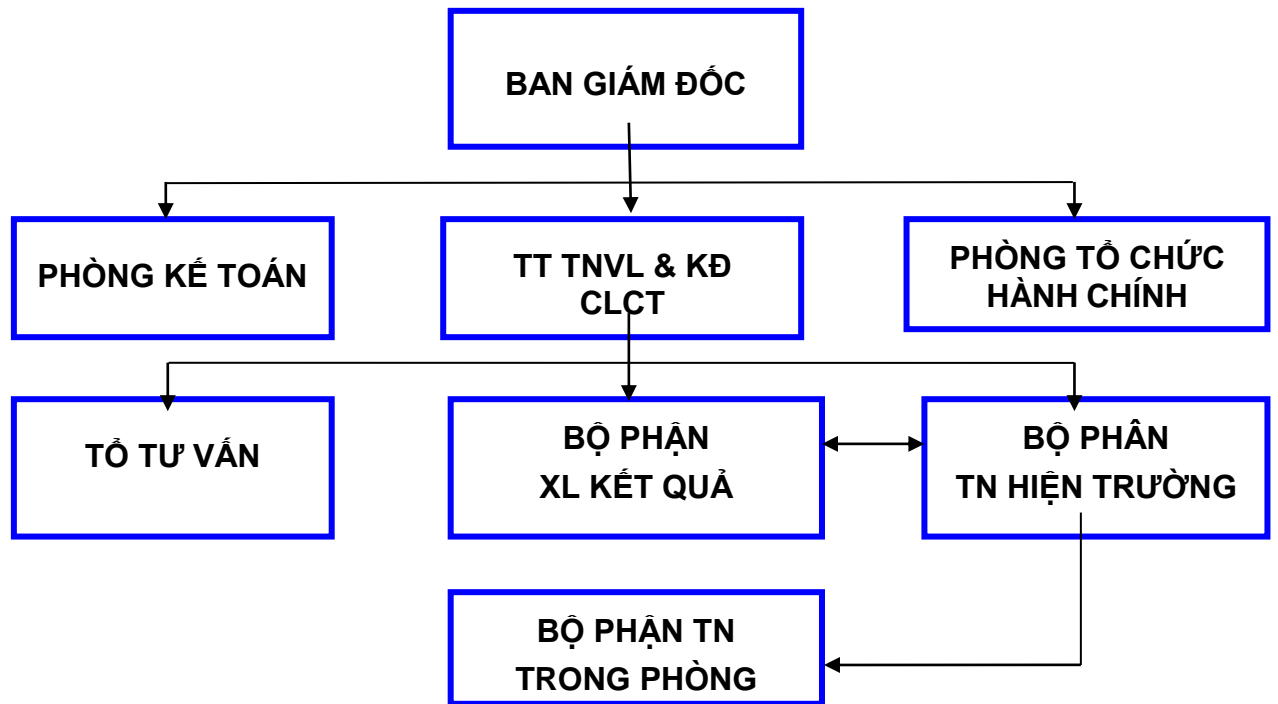 BAN GIÁM ĐỐC
PHÒNG KẾ TOÁN
TT TNVL & KĐ
CLCT
PHÒNG TỔ CHỨC
HÀNH CHÍNH
TỔ TƯ VẤN
BỘ PHẬN
XL KẾT QUẢ
BỘ PHÂN
TN HIỆN TRƯỜNG
BỘ PHẬN TN
TRONG PHÒNG